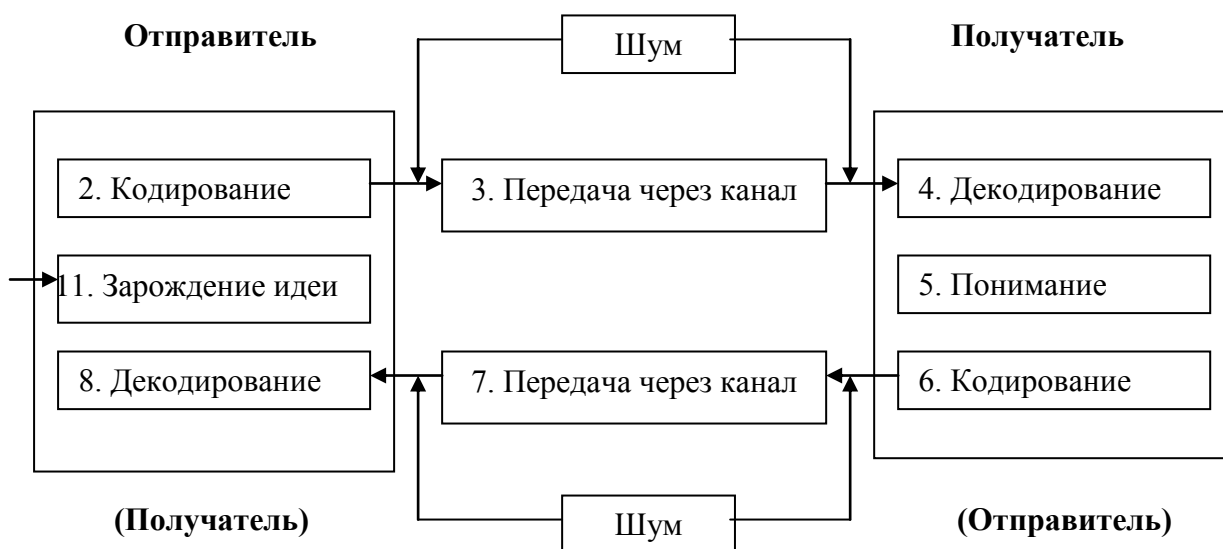 Отправитель
Шум
Получатель
2. Кодирование
3. Передача через канал
4. Декодирование
11. Зарождение идеи
5. Понимание
8. Декодирование
7. Передача через канал
6. Кодирование
(Получатель)
Шум
(Отправитель)